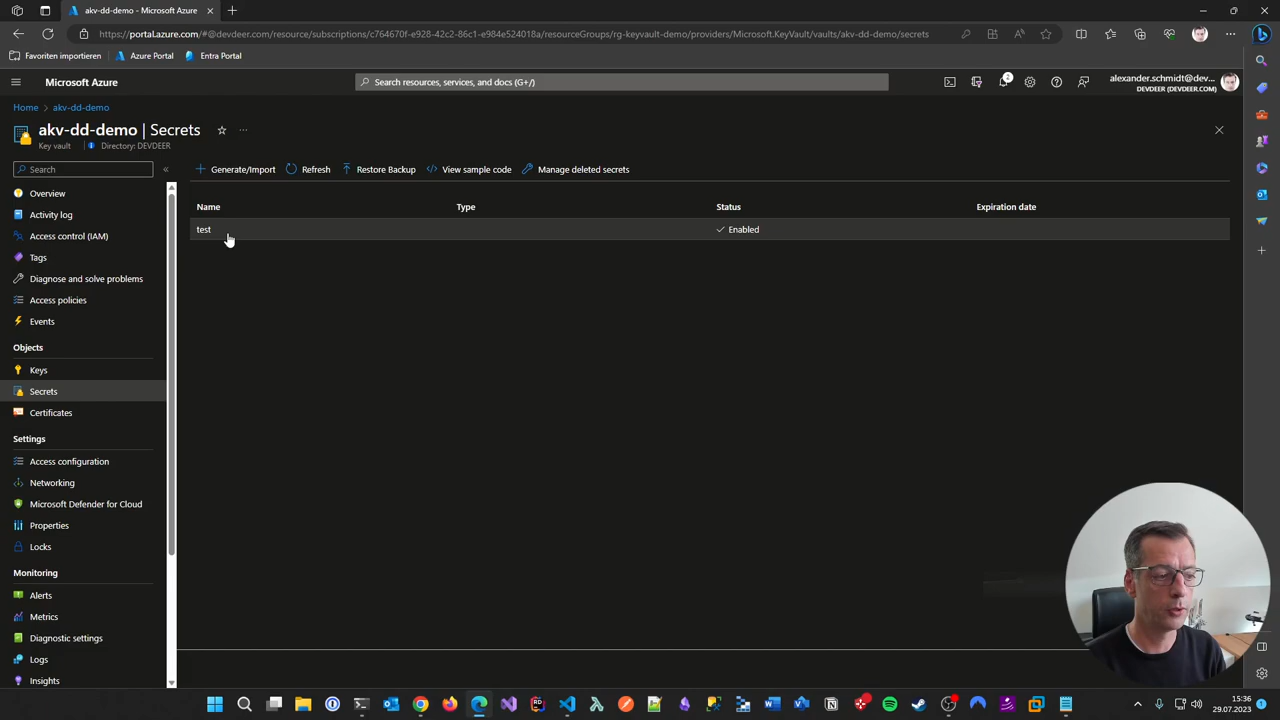 akv-dd-demo - Microsoft Azure
https://portal.azure.com/#@devdeer.com/resource/subscriptions/c764670f-e928-42c2-86c1-e984e524018a/resourceGroups/rg-keyvault-demo/providers/Microsoft.KeyVault/vaults/akv-dd-demo/secrets
Favoriten importieren
Azure Portal
Entra Portal
Microsoft Azure
Search resources, services, and docs (G+/)
2
alexander.schmidt@dev...
DEVDEER (DEVDEER.COM)
Home > akv-dd-demo
akv-dd-demo | Secrets
Key vault
Directory: DEVDEER
Search
Generate/Import
Refresh
Restore Backup
View sample code
Manage deleted secrets
Name Type Status Expiration date
test Enabled
Overview
Activity log
Access control (IAM)
Tags
Diagnose and solve problems
Access policies
Events
Objects
Keys
Secrets
Certificates
Settings
Access configuration
Networking
Microsoft Defender for Cloud
Properties
Locks
Monitoring
Alerts
Metrics
Diagnostic settings
Logs
Insights
15:36
29.07.2023